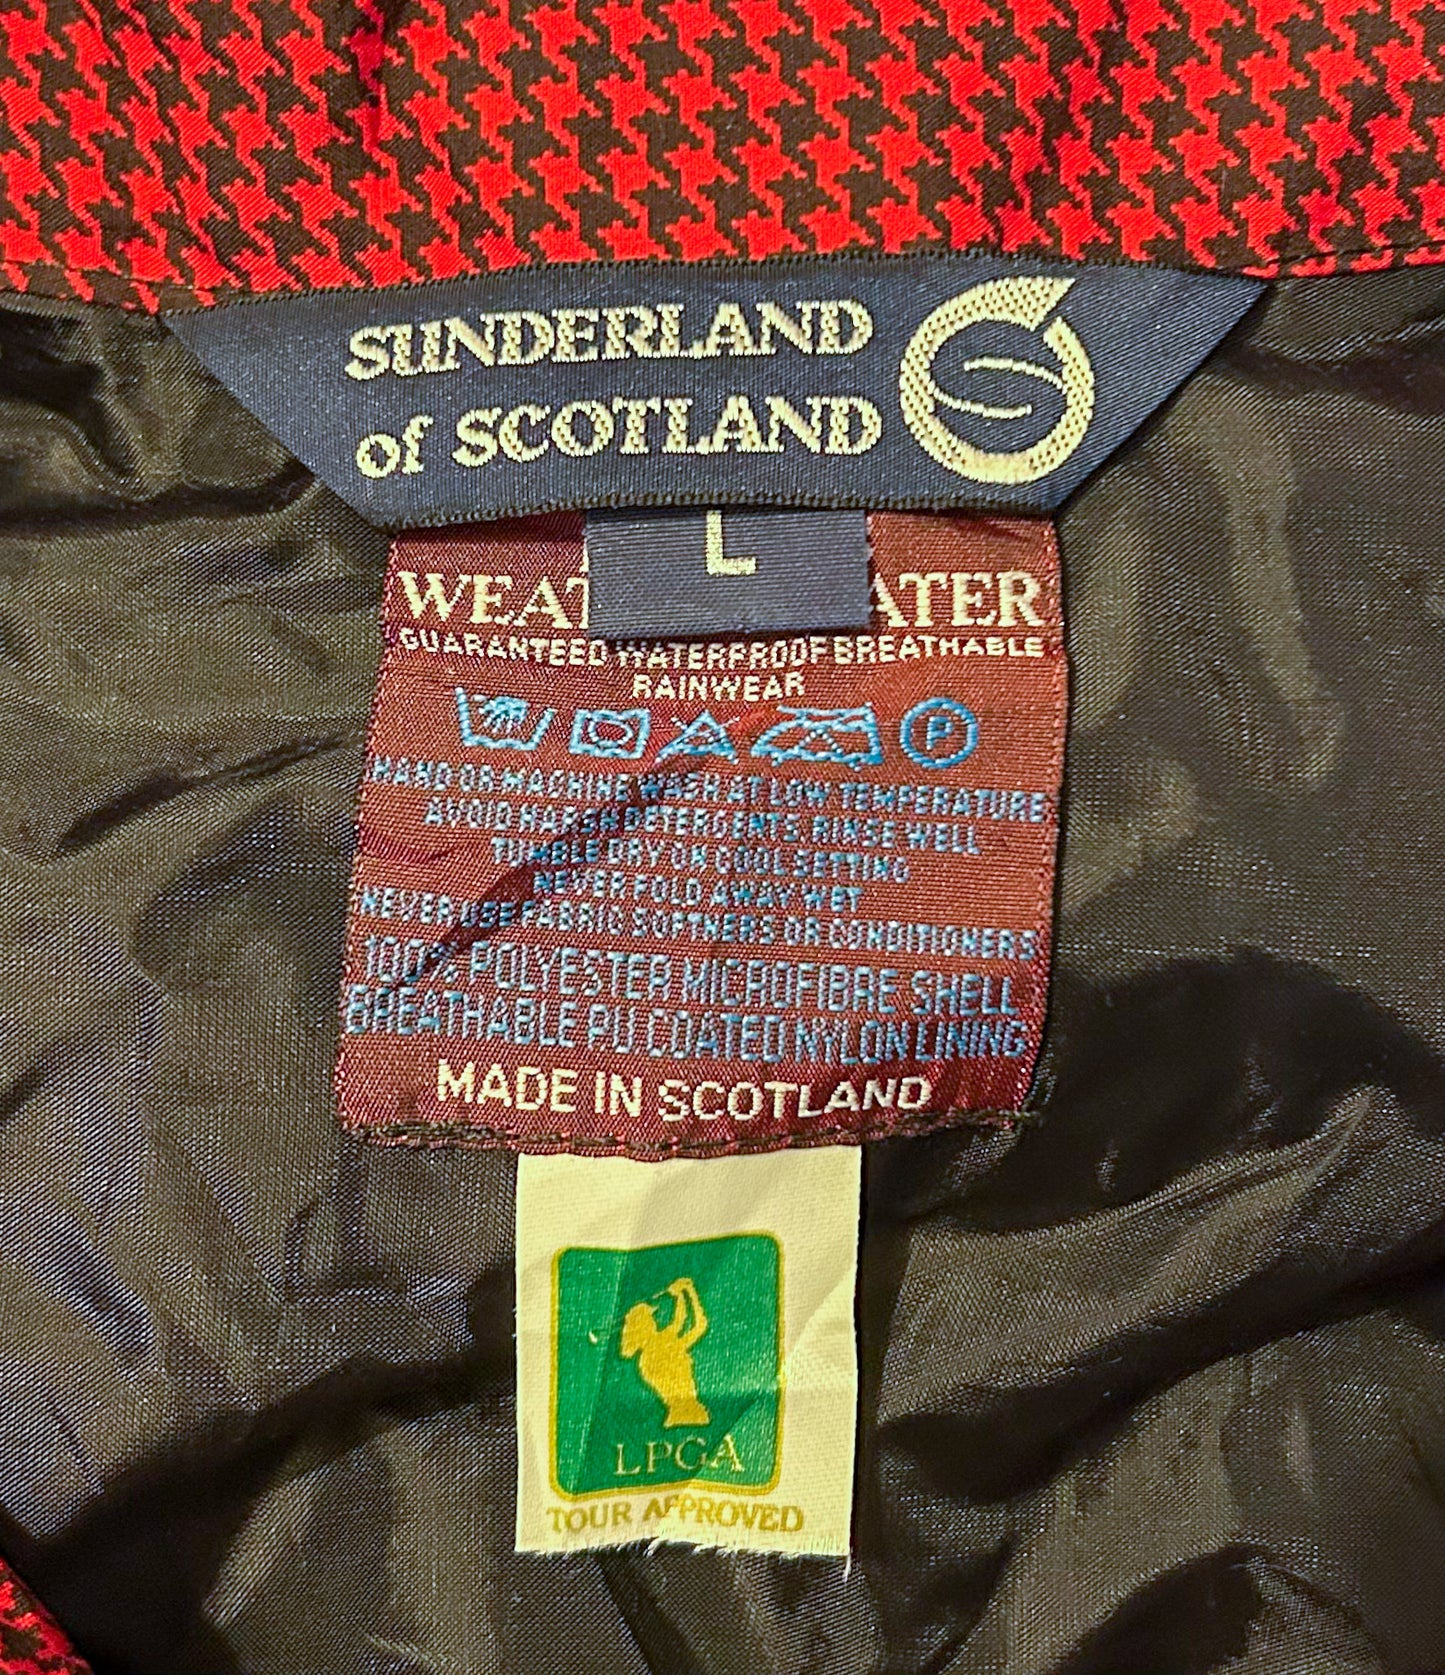 SUNDERLAND
of SCOTLAND
L
GUARANTEED WATERPROOF BREATHABLE
RAINWEAR
P
HAND OR MACHINE WASH AT LOW TEMPERATURE
AVOID HARSH DETERGENTS. RINSE WELL
TUMBLE DRY ON COOL SETTING
NEVER FOLD AWAY WET
NEVER USE FABRIC SOFTNERS OR CONDITIONERS
100% POLYESTER MICROFIBRE SHELL
BREATHABLE PU COATED NYLON LINING
MADE IN SCOTLAND
LPGA
TOUR APPROVED